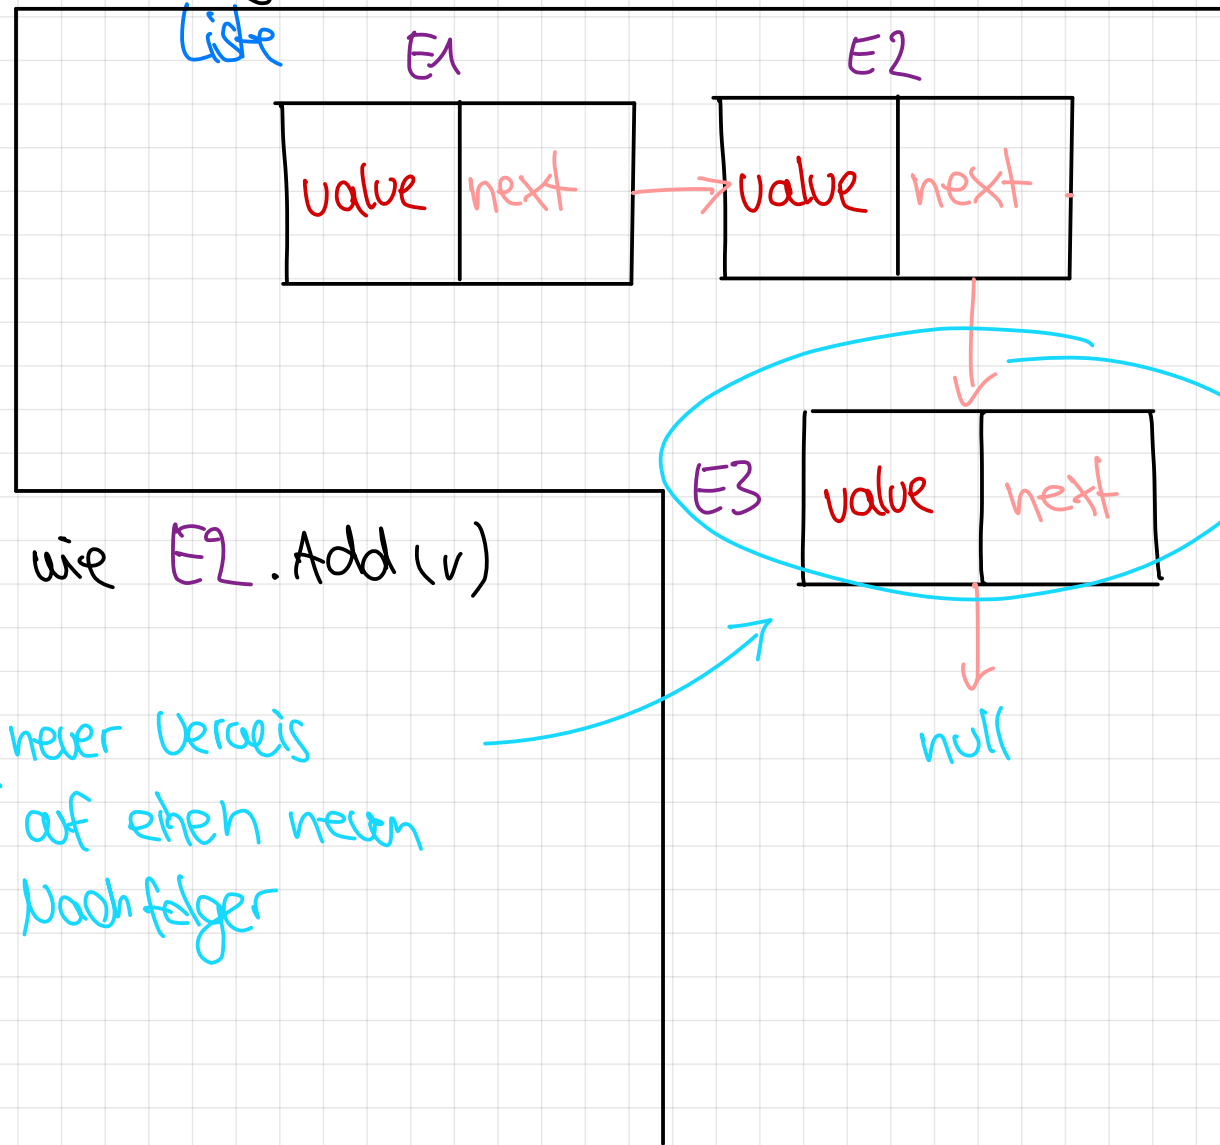 Liste
E1
E2
value next
value next
E3
value next
wie E2.Add(v)
neuer Verweis
null
auf einen neuen
Nachfolger